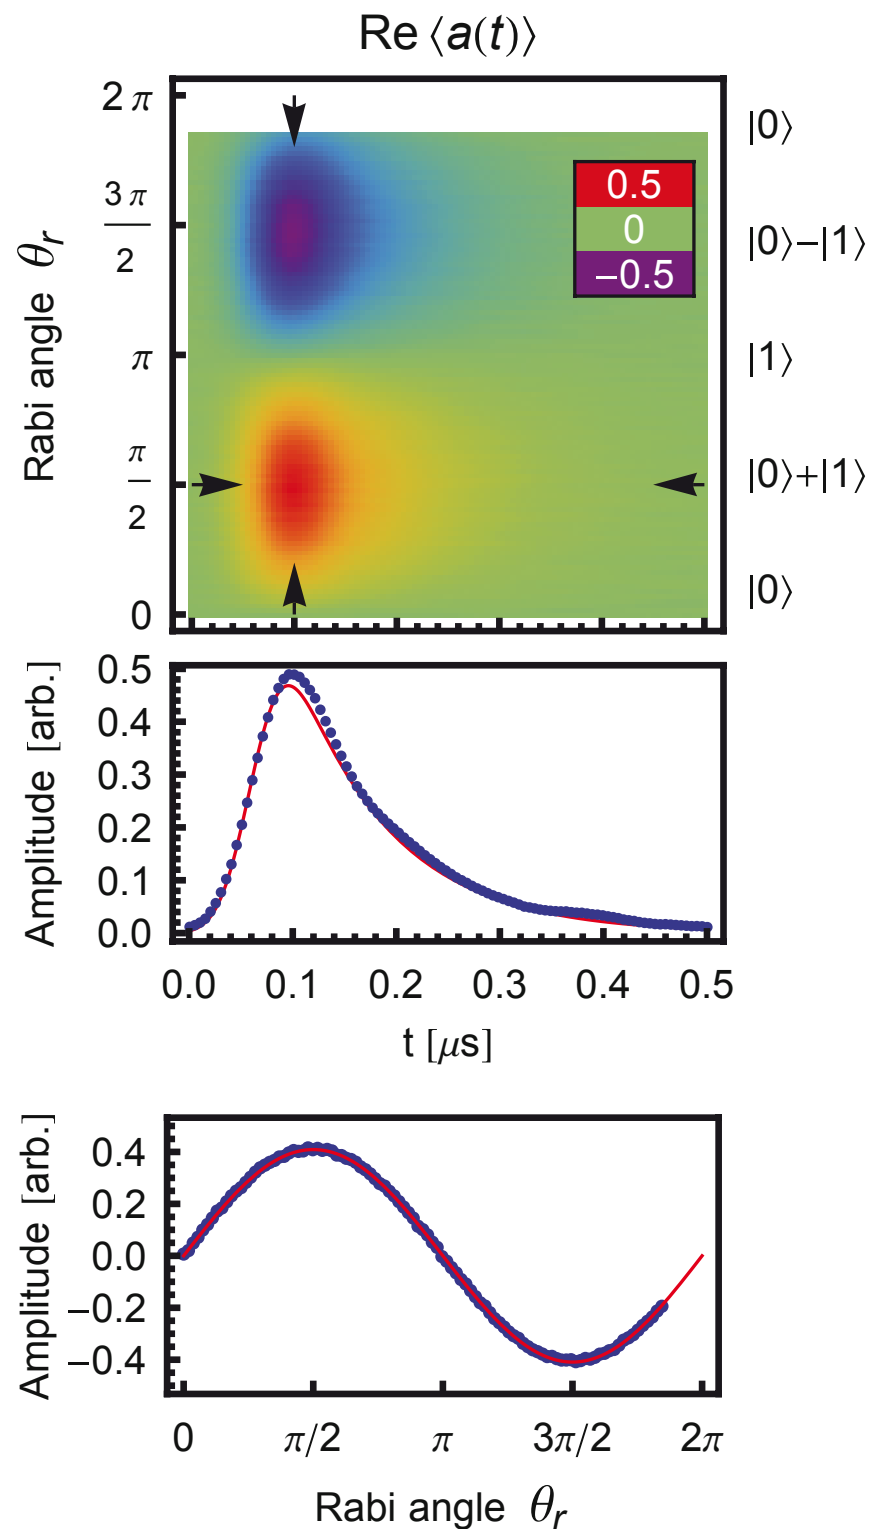 Re ⟨a(t)⟩
2π
3π/2
π
π/2
0
Rabi angle θr
|0⟩
|0⟩−|1⟩
|1⟩
|0⟩+|1⟩
|0⟩
0.5
0
−0.5
Amplitude [arb.]
0.5
0.4
0.3
0.2
0.1
0.0
0.0 0.1 0.2 0.3 0.4 0.5
t [μs]
Amplitude [arb.]
0.4
0.2
0.0
−0.2
−0.4
0 π/2 π 3π/2 2π
Rabi angle θr